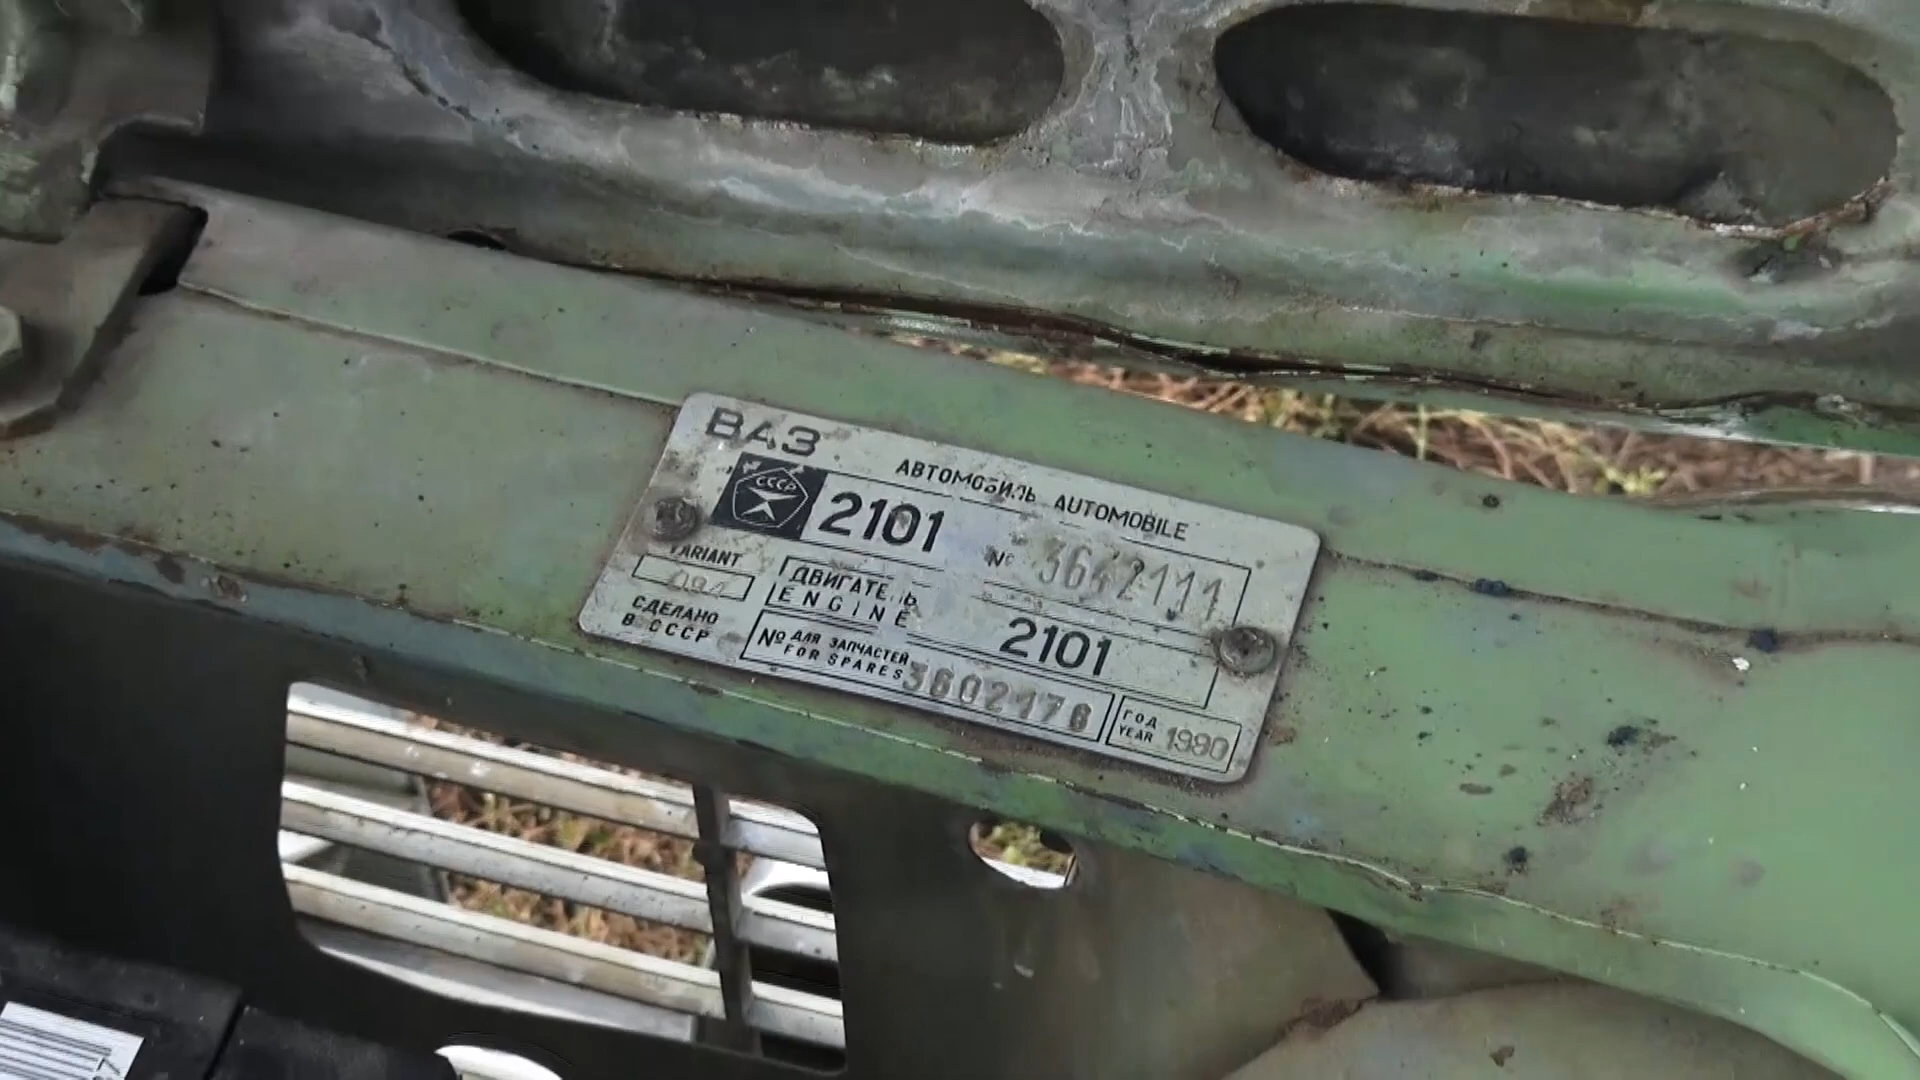 ВАЗ
АВТОМОБИЛЬ AUTOMOBILE
СССР
2101
№ 3642111
VARIANT
ДВИГАТЕЛЬ
ENGINE
2101
СДЕЛАНО
В СССР
№ ДЛЯ ЗАПЧАСТЕЙ
FOR SPARES
3602176
ГОД
YEAR
1980